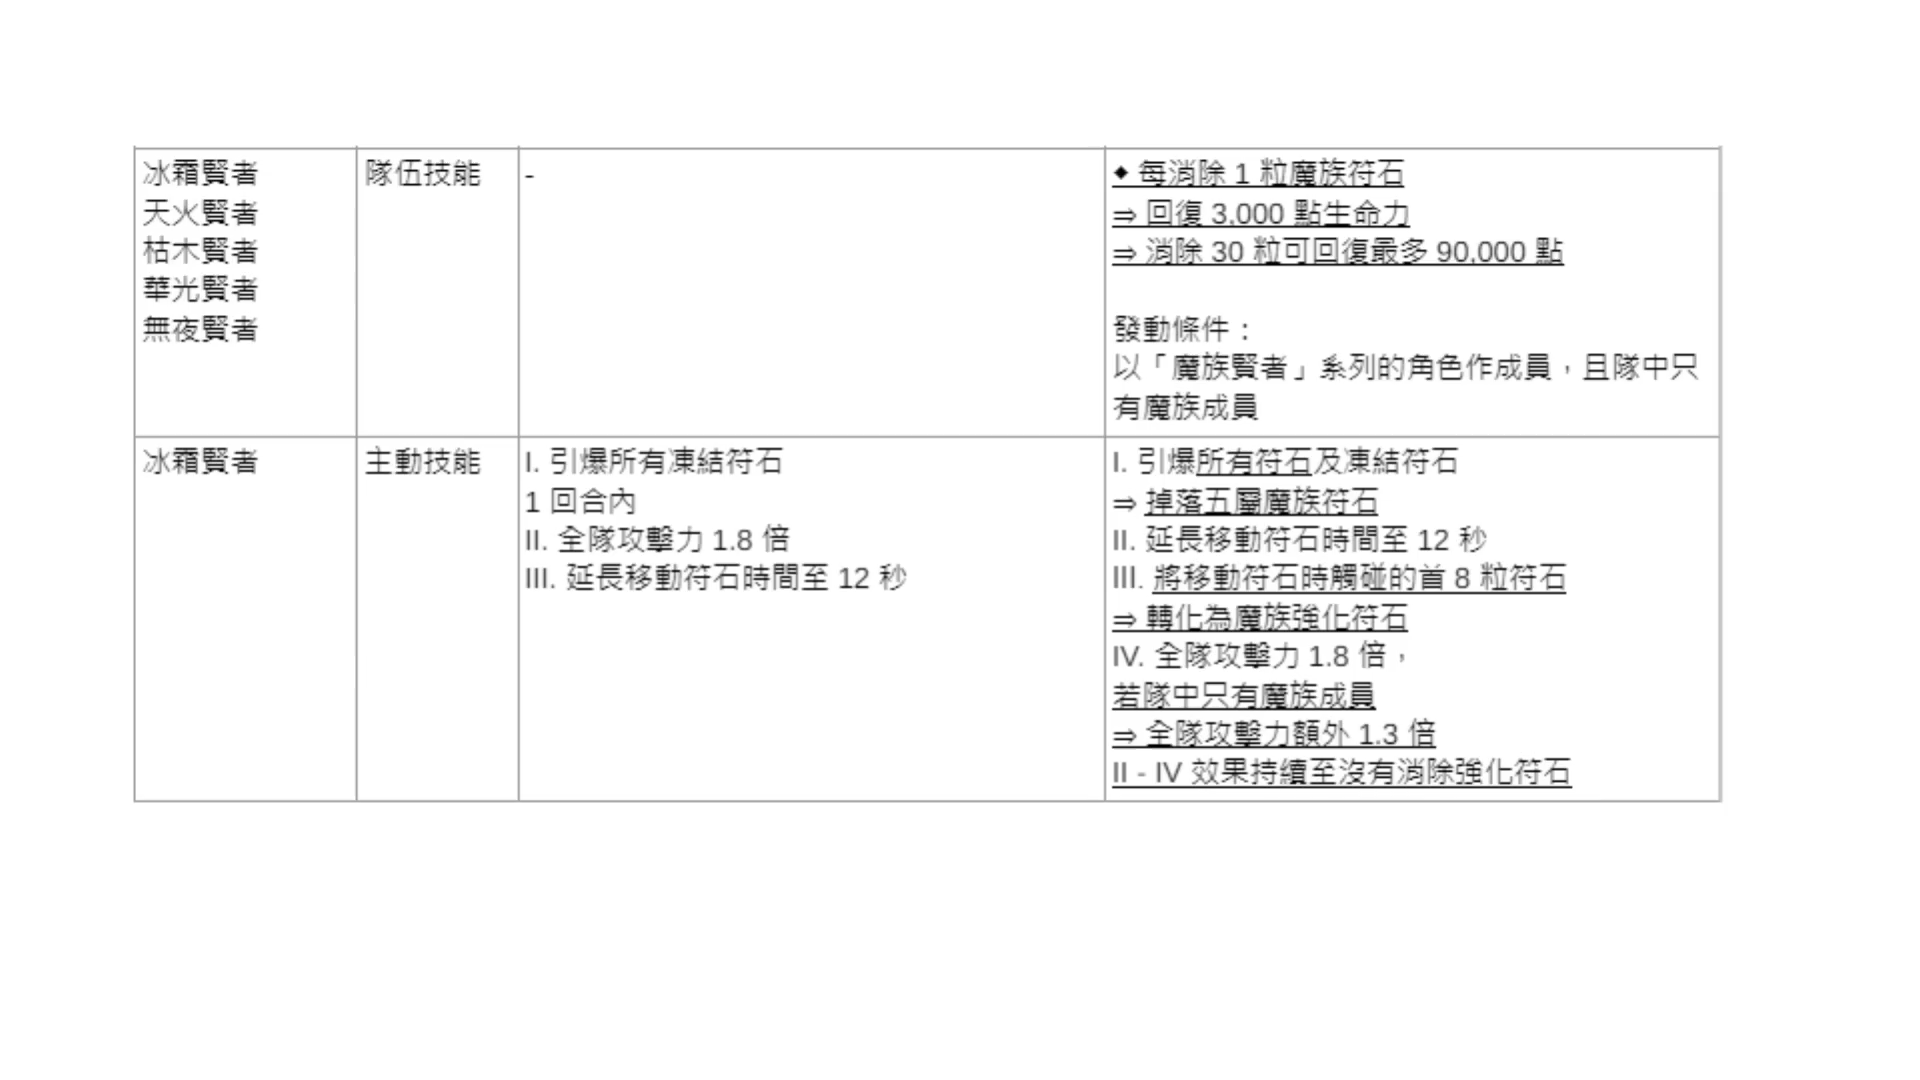 冰霜賢者
天火賢者
枯木賢者
華光賢者
無夜賢者
隊伍技能
-
◆ 每消除 1 粒魔族符石
⇒ 回復 3,000 點生命力
⇒ 消除 30 粒可回復最多 90,000 點
發動條件：
以「魔族賢者」系列的角色作成員，且隊中只
有魔族成員
冰霜賢者
主動技能
I. 引爆所有凍結符石
1 回合內
II. 全隊攻擊力 1.8 倍
III. 延長移動符石時間至 12 秒
I. 引爆所有符石及凍結符石
⇒ 掉落五屬魔族符石
II. 延長移動符石時間至 12 秒
III. 將移動符石時觸碰的首 8 粒符石
⇒ 轉化為魔族強化符石
IV. 全隊攻擊力 1.8 倍，
若隊中只有魔族成員
⇒ 全隊攻擊力額外 1.3 倍
II - IV 效果持續至沒有消除強化符石